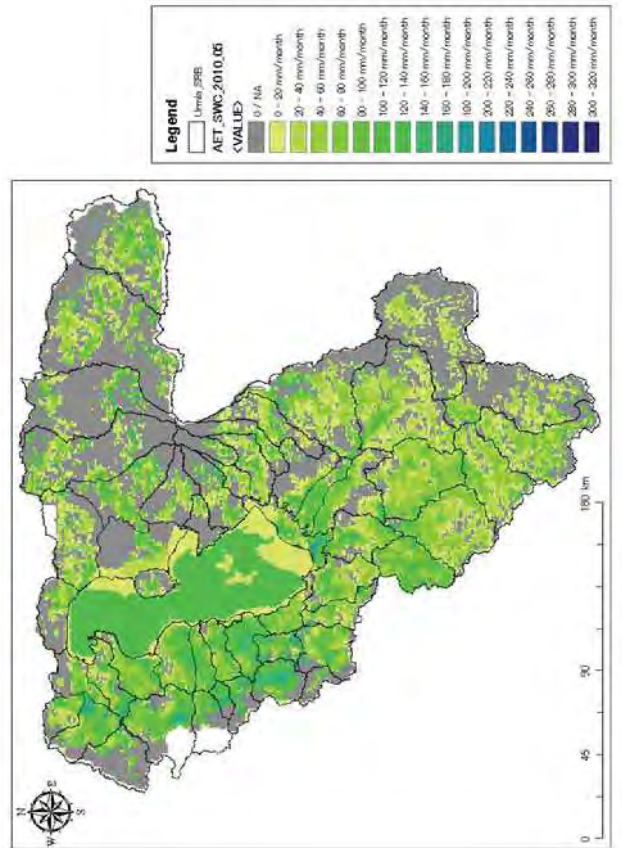 Legend
Urmia_SRB
AET_SWC_2010_05
<VALUE>
0 / NA
0 - 20 mm/month
20 - 40 mm/month
40 - 60 mm/month
60 - 80 mm/month
80 - 100 mm/month
100 - 120 mm/month
120 - 140 mm/month
140 - 160 mm/month
160 - 180 mm/month
180 - 200 mm/month
200 - 220 mm/month
220 - 240 mm/month
240 - 260 mm/month
260 - 280 mm/month
280 - 300 mm/month
300 - 320 mm/month
N
W E
S
0 45 90 180 km